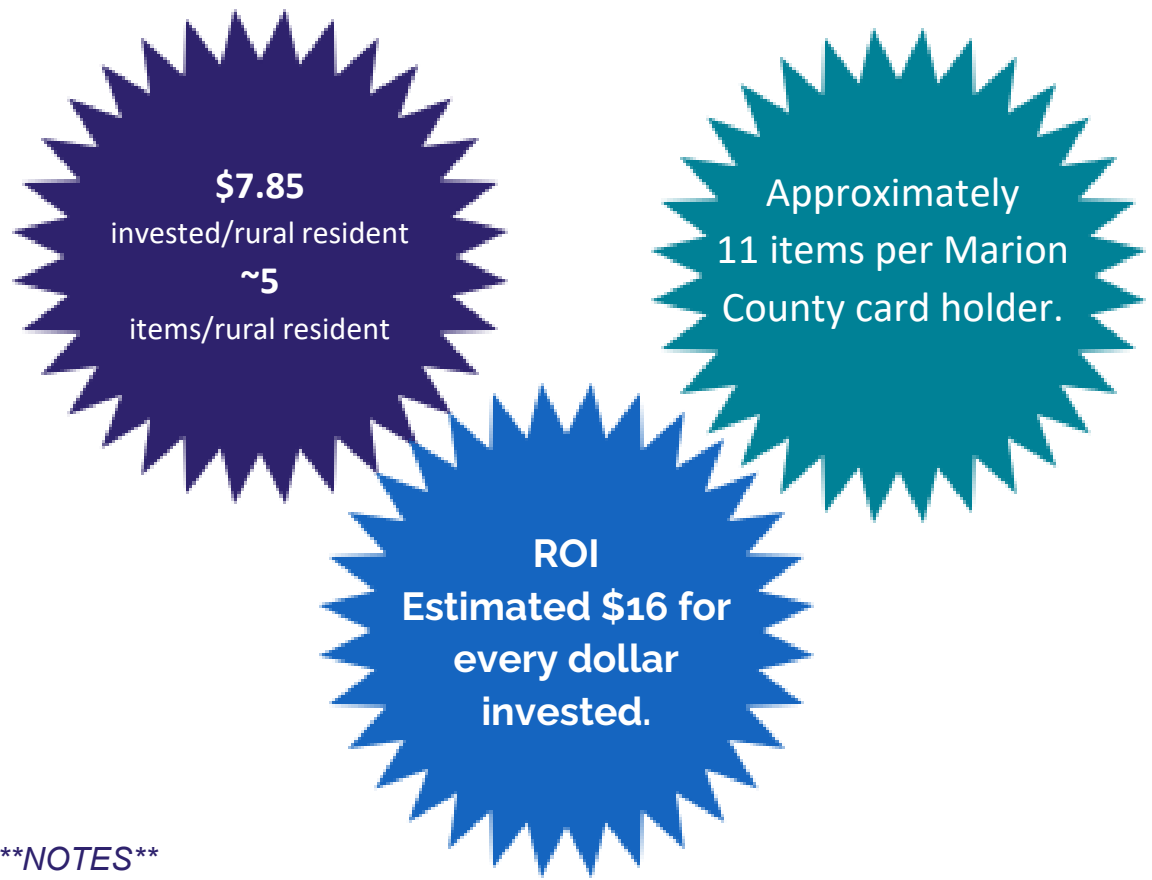 $7.85
invested/rural resident
~5
items/rural resident
Approximately
11 items per Marion
County card holder.
ROI
Estimated $16 for
every dollar
invested.
**NOTES**